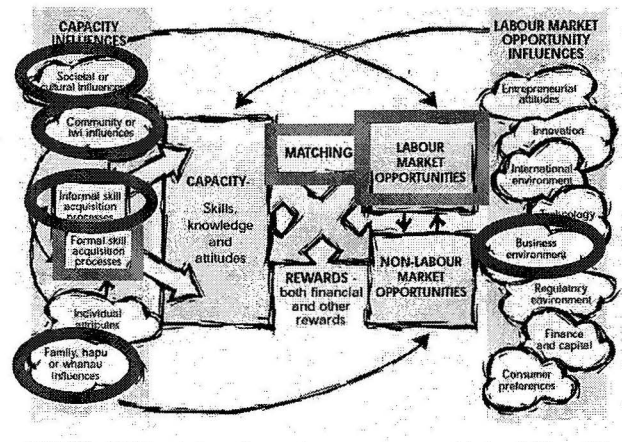 CAPACITY
INFLUENCES
Societal or
cultural influences
Community or
iwi influences
Informal skill
acquisition
processes
Formal skill
acquisition
processes
Individual
attributes
Family, hapu
or whanau
influences
CAPACITY-
Skills,
knowledge
and
attitudes
MATCHING
REWARDS -
both financial
and other
rewards
LABOUR
MARKET
OPPORTUNITIES
NON-LABOUR
MARKET
OPPORTUNITIES
LABOUR MARKET
OPPORTUNITY
INFLUENCES
Entrepreneurial
attitudes
Innovation
International
environment
Technology
Business
environment
Regulatory
environment
Finance
and capital
Consumer
preferences